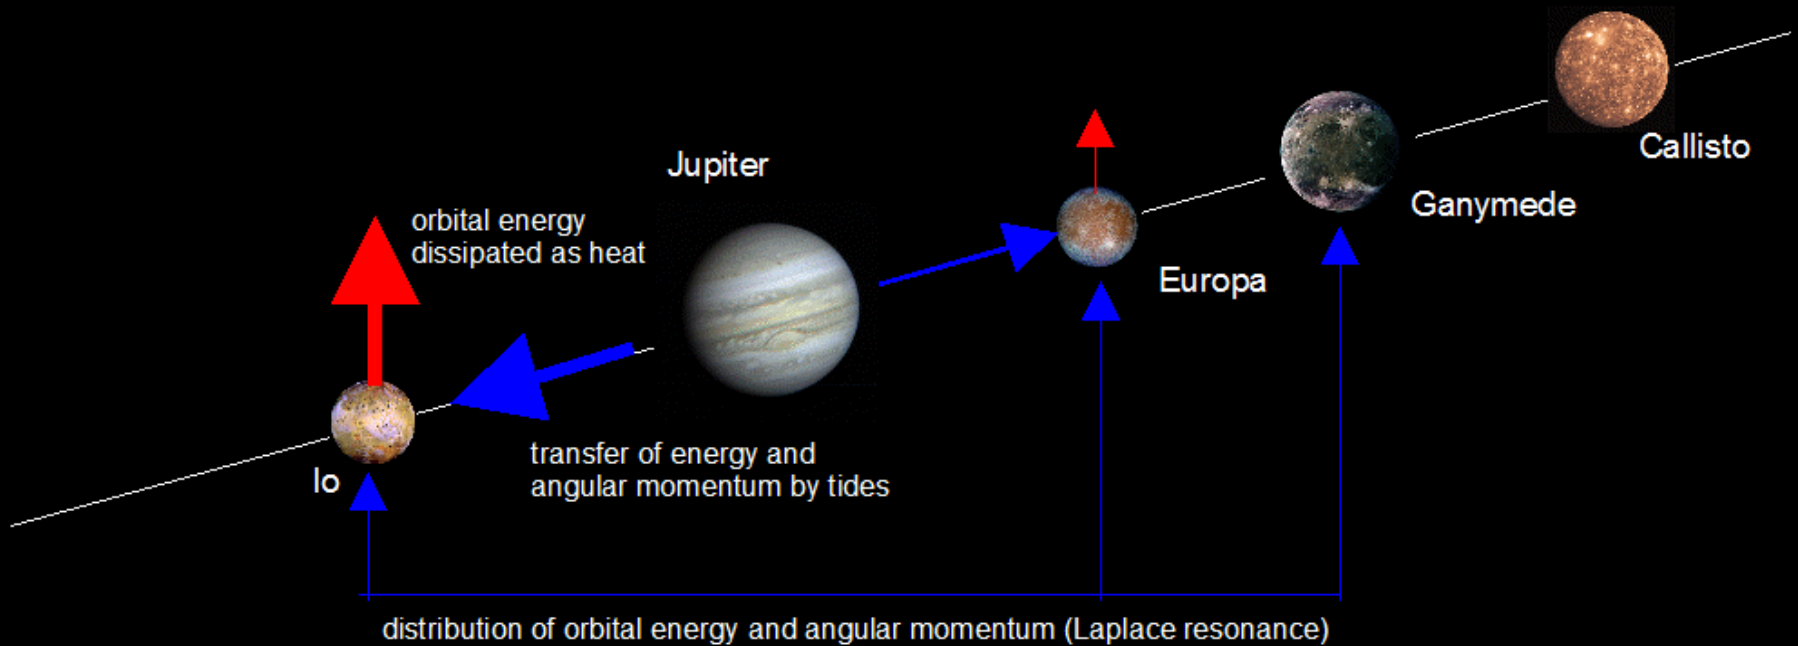 Callisto
Jupiter
Ganymede
orbital energy
dissipated as heat
Europa
transfer of energy and
angular momentum by tides
Io
distribution of orbital energy and angular momentum (Laplace resonance)